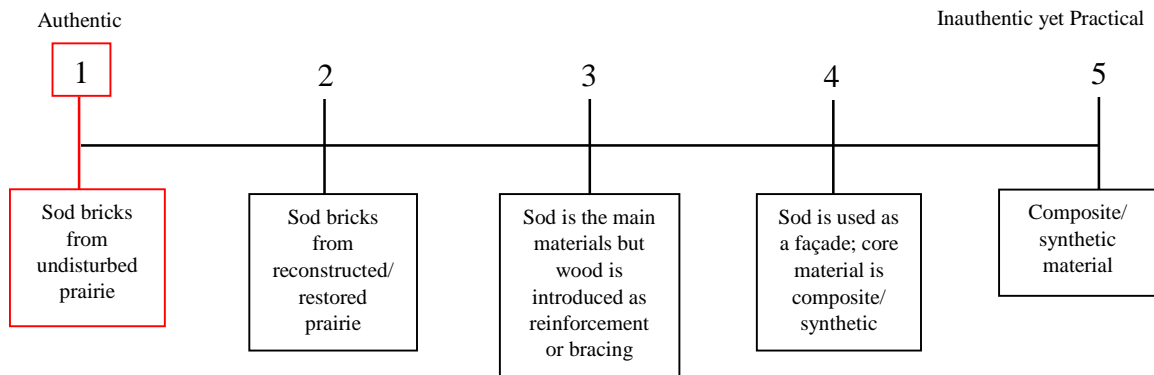 Authentic
Inauthentic yet Practical
1
2
3
4
5
Sod bricks
from
undisturbed
prairie
Sod bricks
from
reconstructed/
restored
prairie
Sod is the main
materials but
wood is
introduced as
reinforcement
or bracing
Sod is used as
a façade; core
material is
composite/
synthetic
Composite/
synthetic
material